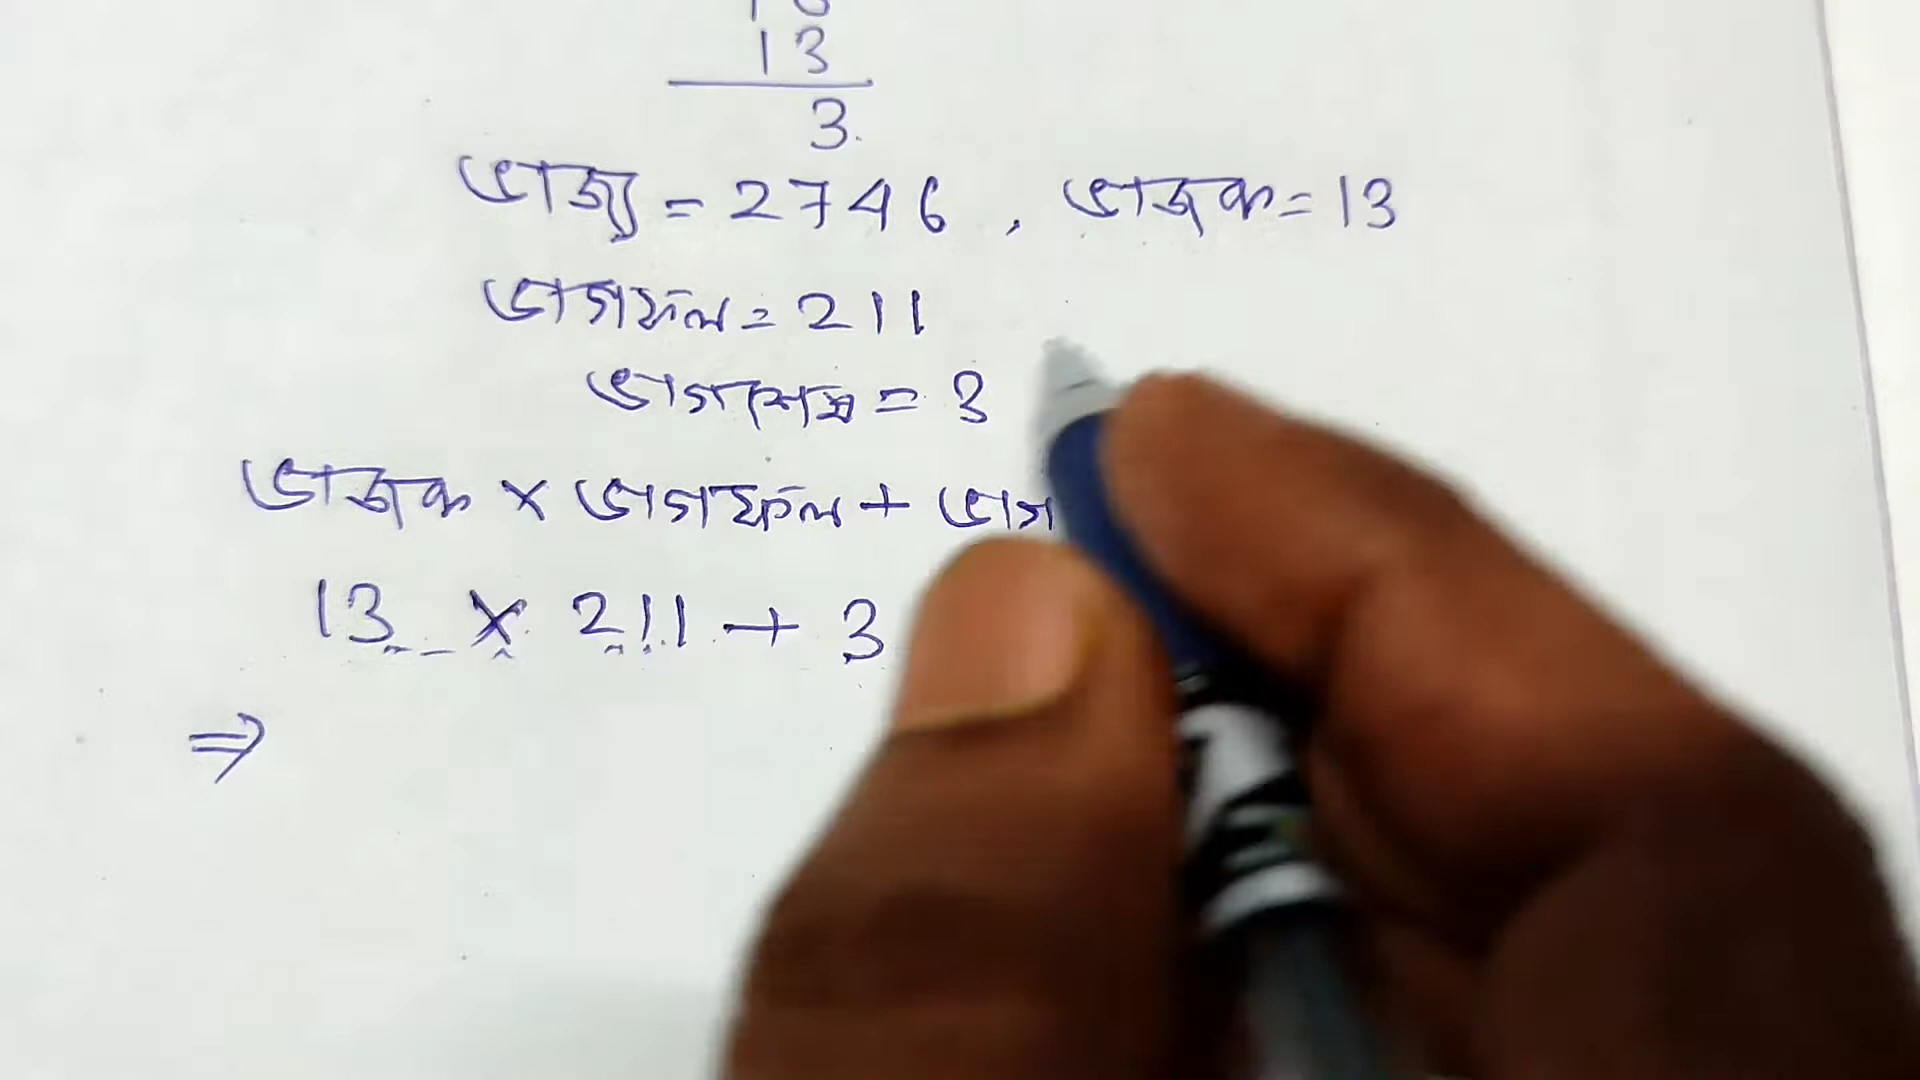 13
3.
ভাজ্য = 2746, ভাজক = 13
ভাগফল = 211
ভাগশেষ = 3
ভাজক × ভাগফল + ভাগ
13 × 211 + 3
⇒